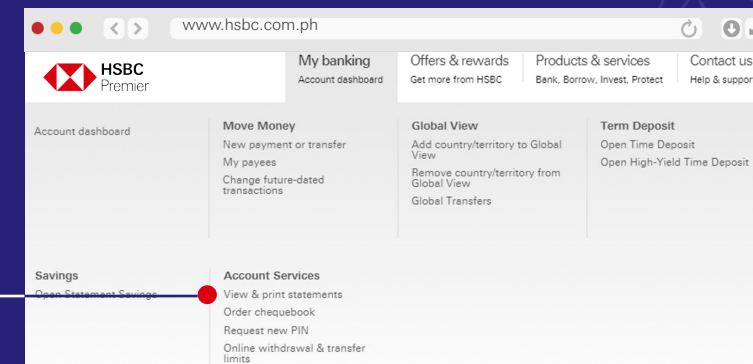 www.hsbc.com.ph
HSBC
Premier
My banking
Account dashboard
Offers & rewards
Get more from HSBC
Products & services
Bank, Borrow, Invest, Protect
Contact us
Help & suppor
Account dashboard
Move Money
New payment or transfer
My payees
Change future-dated
transactions
Global View
Add country/territory to Global
View
Remove country/territory from
Global View
Global Transfers
Term Deposit
Open Time Deposit
Open High-Yield Time Deposit
Savings
Open Statement Savings
Account Services
View & print statements
Order chequebook
Request new PIN
Online withdrawal & transfer
limits